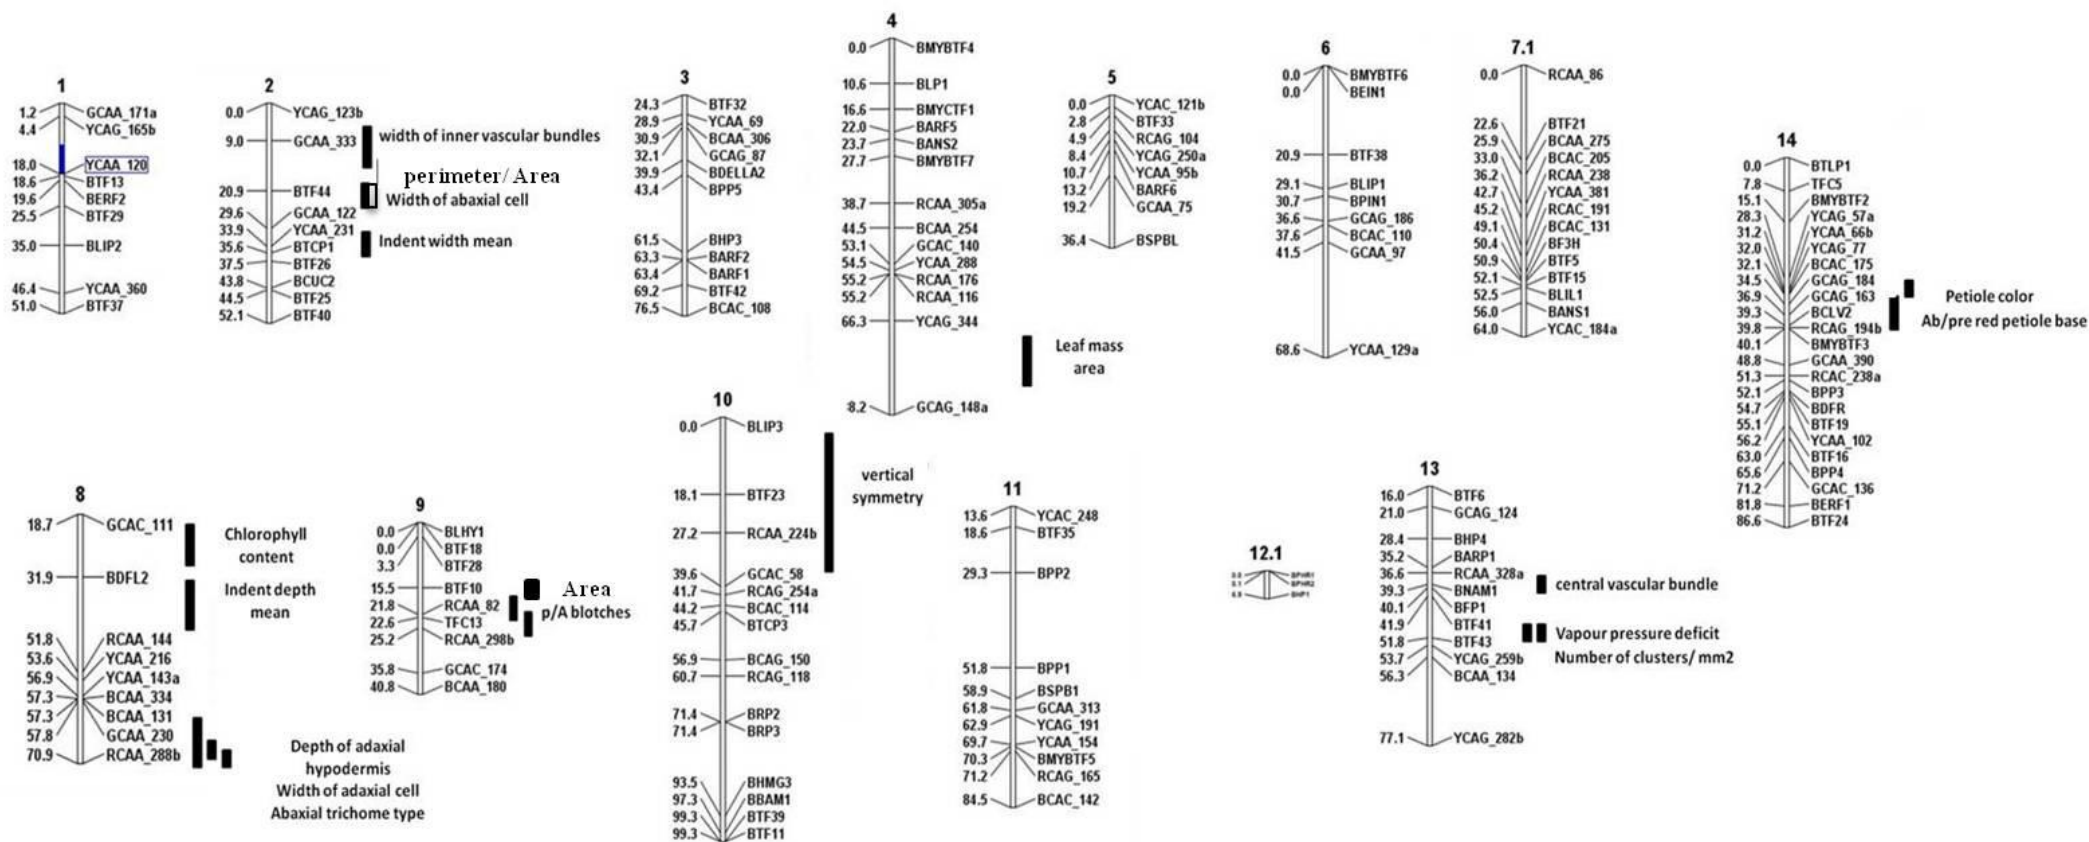 1
1.2 GCAA_171a
4.4 YCAG_165b
18.0 YCAA_120
18.6 BTF13
19.6 BERF2
25.5 BTF29
35.0 BLIP2
46.4 YCAA_360
51.0 BTF37
2
0.0 YCAG_123b
9.0 GCAA_333
20.9 BTF44
29.6 GCAA_122
33.9 YCAA_231
35.6 BTCP1
37.5 BTF26
43.8 BCUC2
44.5 BTF25
52.1 BTF40
width of inner vascular bundles
perimeter/ Area
Width of abaxial cell
Indent width mean
3
24.3 BTF32
28.9 YCAA_69
30.9 BCAA_306
32.1 GCAG_87
39.9 BDELLA2
43.4 BPP5
61.5 BHP3
63.3 BARF2
63.4 BARF1
69.2 BTF42
76.5 BCAC_108
4
0.0 BMYBTF4
10.6 BLP1
16.6 BMYCTF1
22.0 BARF5
23.7 BANS2
27.7 BMYBTF7
38.7 RCAA_305a
44.5 BCAA_254
53.1 GCAC_140
54.5 YCAA_288
55.2 RCAA_176
55.2 RCAA_116
66.3 YCAG_344
8.2 GCAG_148a
Leaf mass
area
5
0.0 YCAC_121b
2.8 BTF33
4.9 RCAG_104
8.4 YCAG_250a
10.7 YCAA_95b
13.2 BARF6
19.2 GCAA_75
36.4 BSPBL
6
0.0 BMYBTF6
0.0 BEIN1
20.9 BTF38
29.1 BLIP1
30.7 BPIN1
36.6 GCAG_186
37.6 BCAC_110
41.5 GCAA_97
68.6 YCAA_129a
7.1
0.0 RCAA_86
22.6 BTF21
25.9 BCAA_275
33.0 BCAC_205
36.2 RCAA_238
42.7 YCAA_381
45.2 RCAC_191
49.1 BCAC_131
50.4 BF3H
50.9 BTF5
52.1 BTF15
52.5 BLIL1
56.0 BANS1
64.0 YCAC_184a
14
0.0 BTLP1
7.8 TFC5
15.1 BMYBTF2
28.3 YCAG_57a
31.2 YCAA_66b
32.0 YCAG_77
32.1 BCAC_175
34.5 GCAG_184
36.9 GCAG_163
39.3 BCLV2
39.8 RCAG_194b
40.1 BMYBTF3
48.8 GCAA_390
51.3 RCAC_238a
52.1 BPP3
54.7 BDFR
55.1 BTF19
56.2 YCAA_102
63.0 BTF16
65.6 BPP4
71.2 GCAC_136
81.8 BERF1
86.6 BTF24
Petiole color
Ab/pre red petiole base
8
18.7 GCAC_111
31.9 BDFL2
51.8 RCAA_144
53.6 YCAA_216
56.9 YCAA_143a
57.3 BCAA_334
57.3 BCAA_131
57.8 GCAA_230
70.9 RCAA_288b
Chlorophyll
content
Indent depth
mean
Depth of adaxial
hypodermis
Width of adaxial cell
Abaxial trichome type
9
0.0 BLHY1
0.0 BTF18
3.3 BTF28
15.5 BTF10
21.8 RCAA_82
22.6 TFC13
25.2 RCAA_298b
35.8 GCAC_174
40.8 BCAA_180
Area
p/A blotches
10
0.0 BLIP3
18.1 BTF23
27.2 RCAA_224b
39.6 GCAC_58
41.7 RCAG_254a
44.2 BCAC_114
45.7 BTCP3
56.9 BCAG_150
60.7 RCAG_118
71.4 BRP2
71.4 BRP3
93.5 BHMG3
97.3 BBAM1
99.3 BTF39
99.3 BTF11
vertical
symmetry
11
13.6 YCAC_248
18.6 BTF35
29.3 BPP2
51.8 BPP1
58.9 BSPB1
61.8 GCAA_313
62.9 YCAG_191
69.7 YCAA_154
70.3 BMYBTF5
71.2 RCAG_165
84.5 BCAC_142
12.1
13
16.0 BTF6
21.0 GCAG_124
28.4 BHP4
35.2 BARP1
36.6 RCAA_328a
39.3 BNAM1
40.1 BFP1
41.9 BTF41
51.8 BTF43
53.7 YCAG_259b
56.3 BCAA_134
77.1 YCAG_282b
central vascular bundle
Vapour pressure deficit
Number of clusters/ mm2